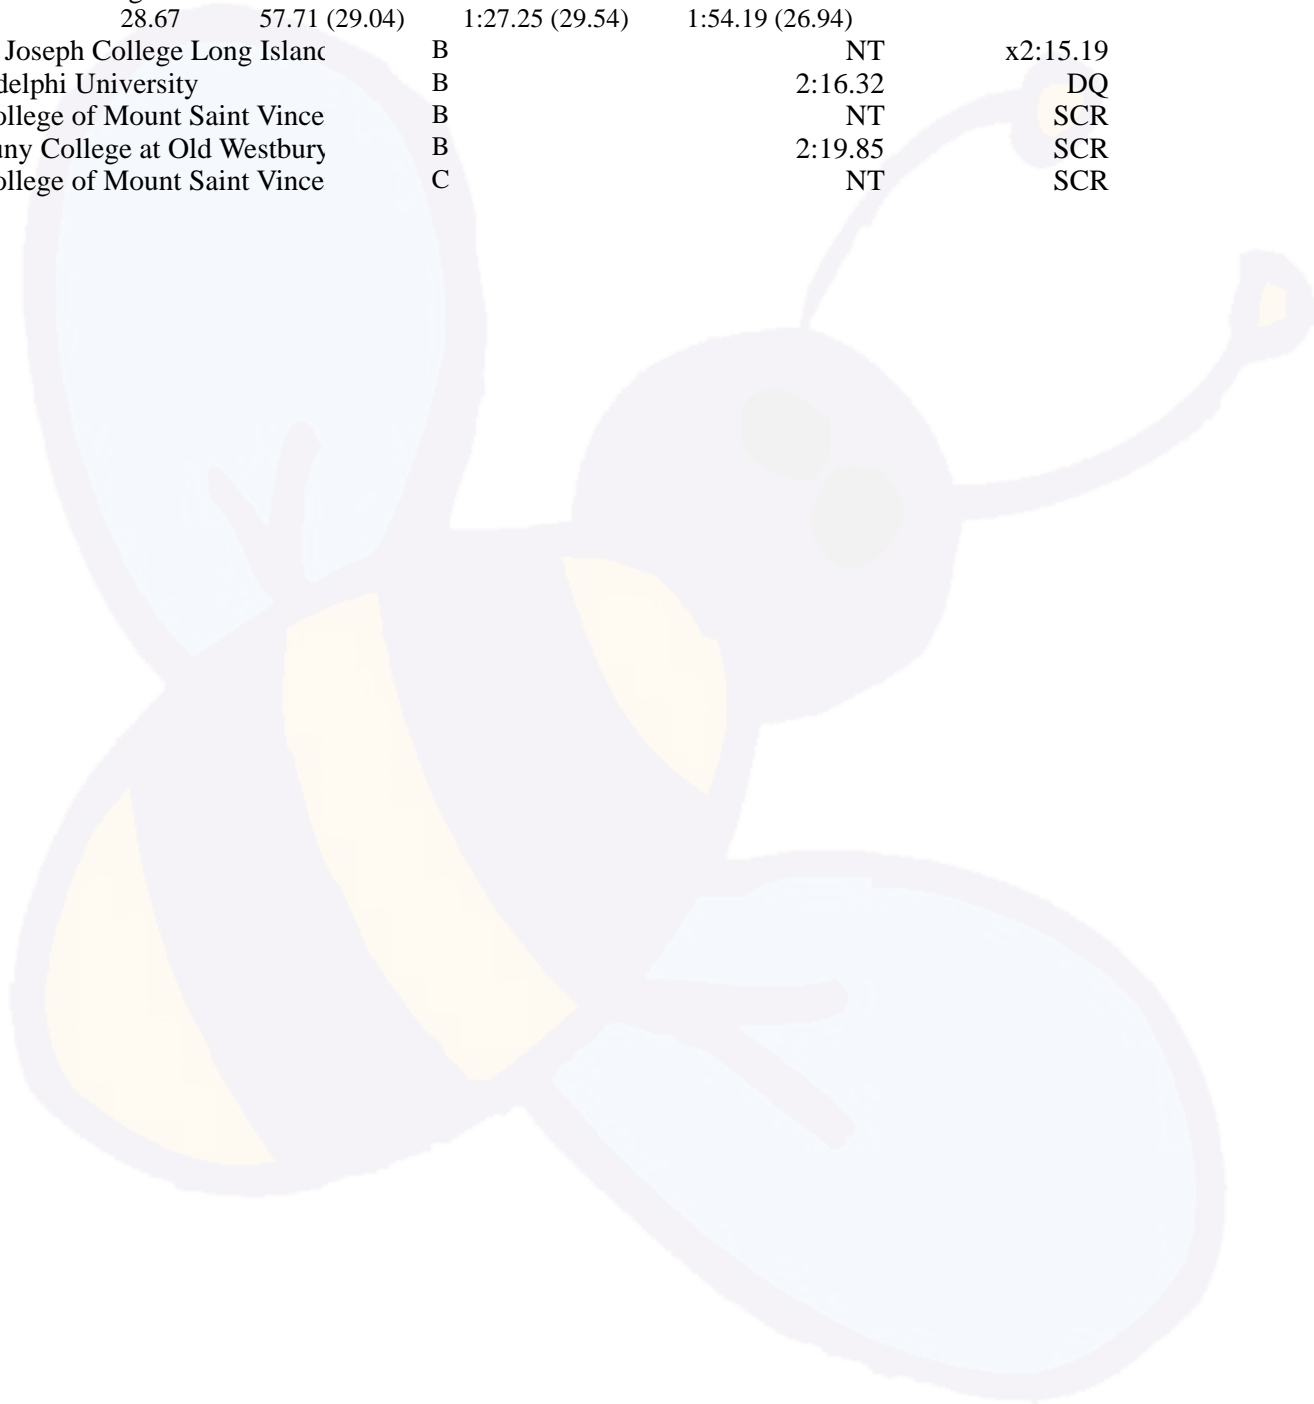 28.67 57.71 (29.04) 1:27.25 (29.54) 1:54.19 (26.94)
Joseph College Long Island B NT x2:15.19
delphi University B 2:16.32 DQ
ollege of Mount Saint Vince B NT SCR
uny College at Old Westbury B 2:19.85 SCR
ollege of Mount Saint Vince C NT SCR